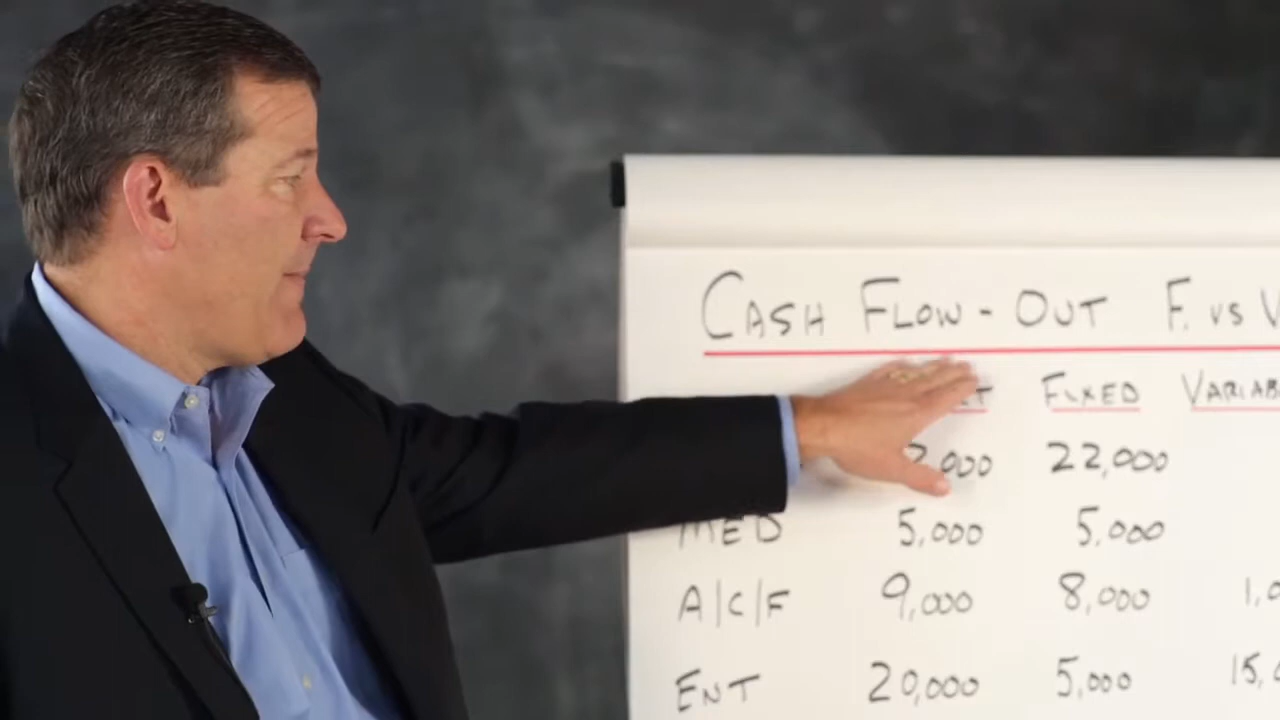 CASH FLOW - OUT F. VS
FIXED
22,000
MED 5,000 5,000
A/C/F 9,000 8,000
ENT 20,000 5,000